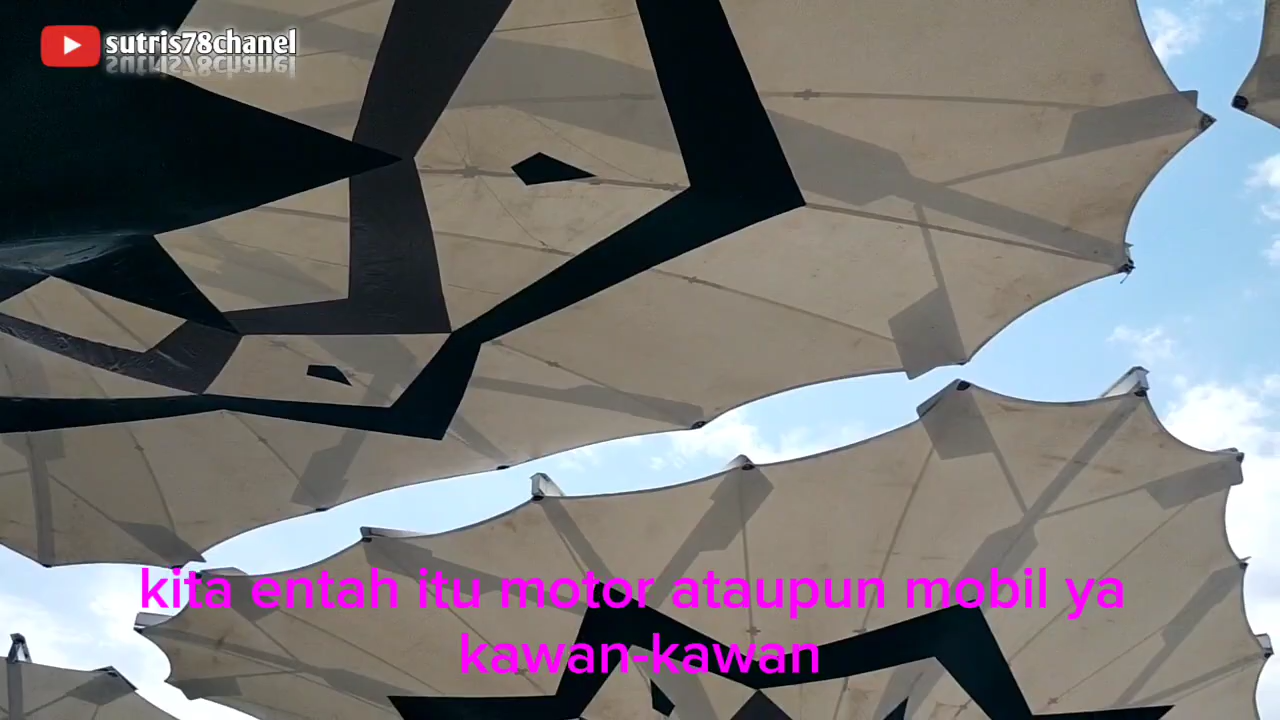 sutris78chanel
kita entah itu motor ataupun mobil ya
kawan-kawan